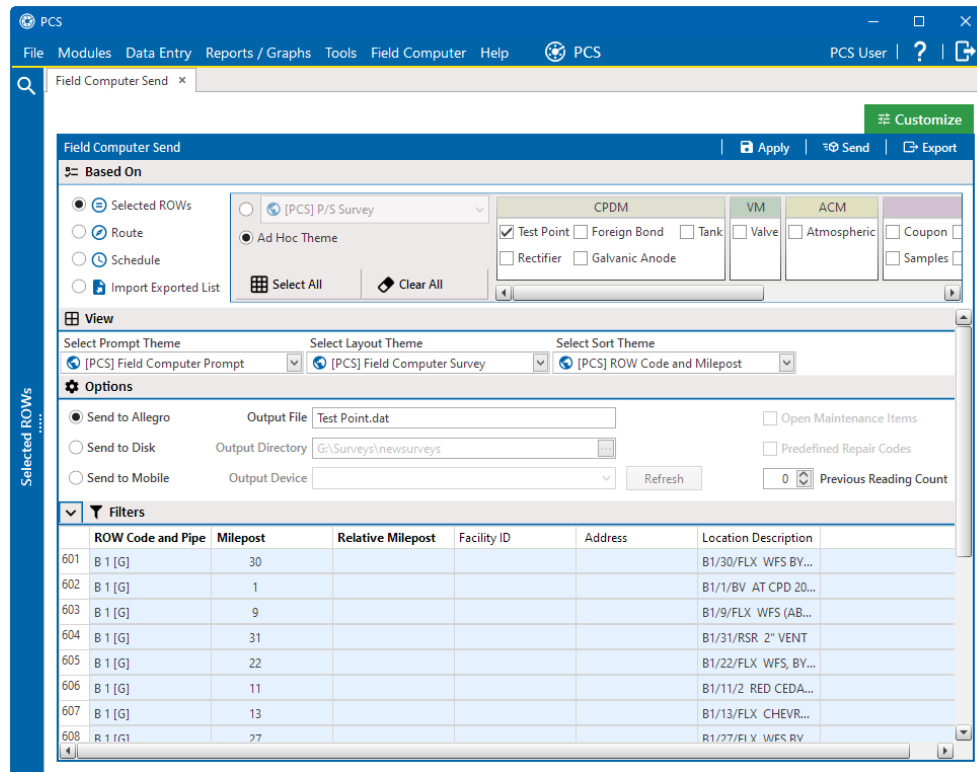 PCS
File Modules Data Entry Reports / Graphs Tools Field Computer Help PCS PCS User | ? |
Field Computer Send ×
Customize
Field Computer Send | Apply | Send | Export
Based On
Selected ROWs [PCS] P/S Survey CPDM VM ACM
Route Ad Hoc Theme Test Point Foreign Bond Tank Valve Atmospheric Coupon
Schedule Rectifier Galvanic Anode Samples
Import Exported List Select All Clear All
View
Select Prompt Theme Select Layout Theme Select Sort Theme
[PCS] Field Computer Prompt [PCS] Field Computer Survey [PCS] ROW Code and Milepost
Options
Send to Allegro Output File Test Point.dat Open Maintenance Items
Send to Disk Output Directory G:\Surveys\newsurveys ... Predefined Repair Codes
Send to Mobile Output Device Refresh 0 Previous Reading Count
Selected ROWs
Filters
ROW Code and Pipe Milepost Relative Milepost Facility ID Address Location Description
601 B 1 [G] 30 B1/30/FLX WFS BY...
602 B 1 [G] 1 B1/1/BV AT CPD 20...
603 B 1 [G] 9 B1/9/FLX WFS (AB...
604 B 1 [G] 31 B1/31/RSR 2" VENT
605 B 1 [G] 22 B1/22/FLX WFS, BY...
606 B 1 [G] 11 B1/11/2 RED CEDA...
607 B 1 [G] 13 B1/13/FLX CHEVR...
608 B 1 [G] 27 B1/27/FLX WFS BY